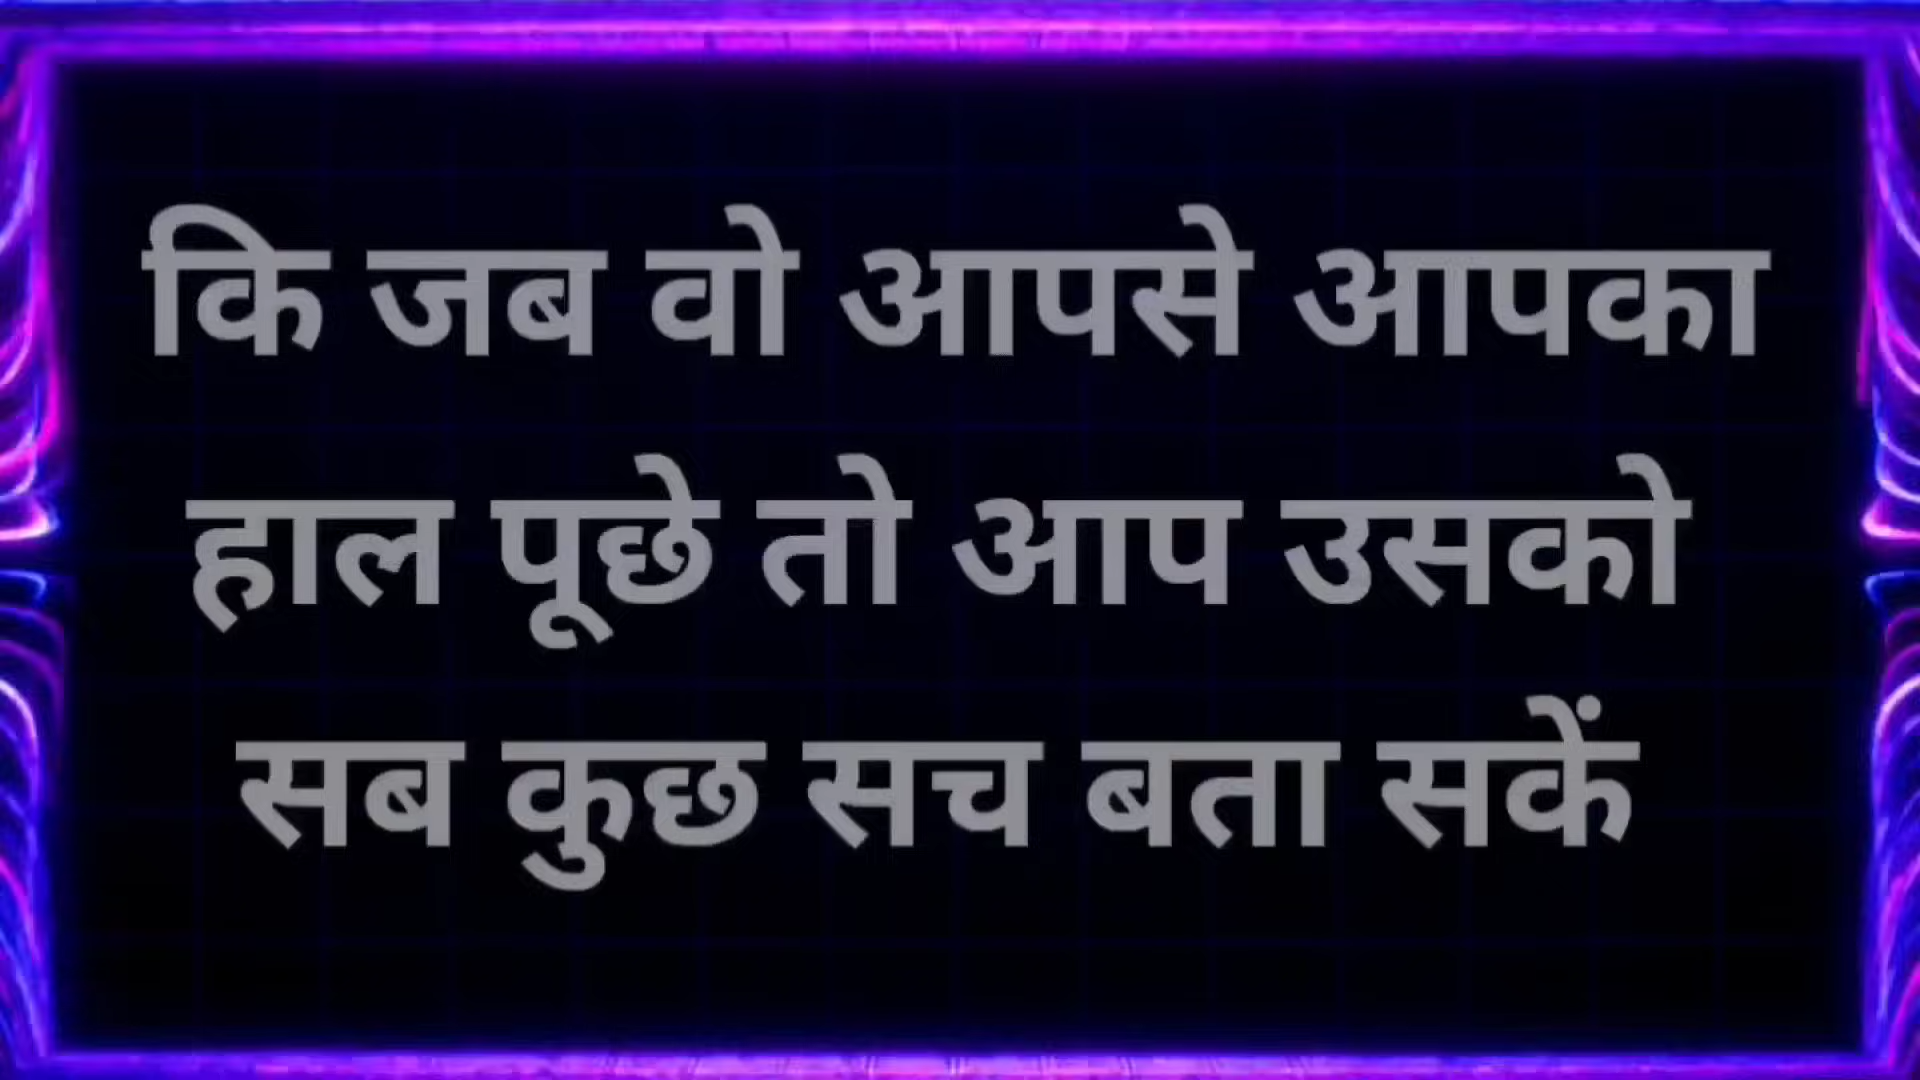 कि जब वो आपसे आपका
हाल पूछे तो आप उसको
सब कुछ सच बता सकें